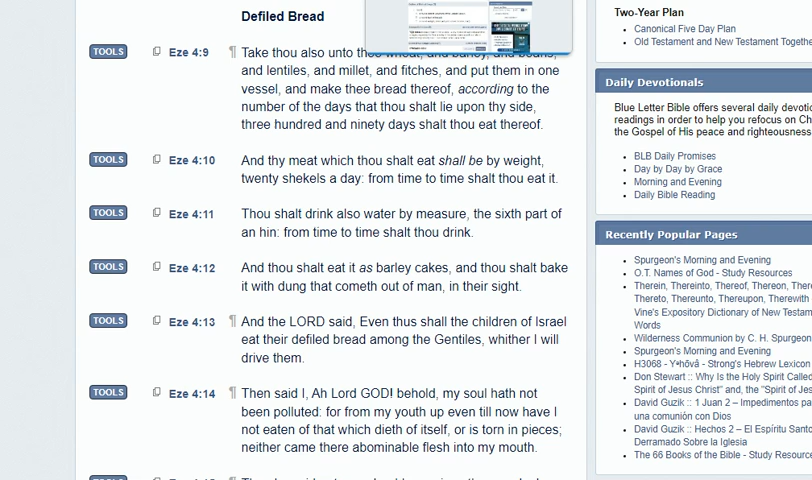 Defiled Bread
TOOLS Eze 4:9 ¶ Take thou also unto thee wheat, and barley, and beans,
and lentiles, and millet, and fitches, and put them in one
vessel, and make thee bread thereof, according to the
number of the days that thou shalt lie upon thy side,
three hundred and ninety days shalt thou eat thereof.
TOOLS Eze 4:10 And thy meat which thou shalt eat shall be by weight,
twenty shekels a day: from time to time shalt thou eat it.
TOOLS Eze 4:11 Thou shalt drink also water by measure, the sixth part of
an hin: from time to time shalt thou drink.
TOOLS Eze 4:12 And thou shalt eat it as barley cakes, and thou shalt bake
it with dung that cometh out of man, in their sight.
TOOLS Eze 4:13 ¶ And the LORD said, Even thus shall the children of Israel
eat their defiled bread among the Gentiles, whither I will
drive them.
TOOLS Eze 4:14 ¶ Then said I, Ah Lord GOD! behold, my soul hath not
been polluted: for from my youth up even till now have I
not eaten of that which dieth of itself, or is torn in pieces;
neither came there abominable flesh into my mouth.
Two-Year Plan
Canonical Five Day Plan
Old Testament and New Testament Togethe
Daily Devotionals
Blue Letter Bible offers several daily devotio
readings in order to help you refocus on Ch
the Gospel of His peace and righteousness
BLB Daily Promises
Day by Day by Grace
Morning and Evening
Daily Bible Reading
Recently Popular Pages
Spurgeon's Morning and Evening
O.T. Names of God - Study Resources
Therein, Thereinto, Thereof, Thereon, There
Thereto, Thereunto, Thereupon, Therewith
Vine's Expository Dictionary of New Testam
Words
Wilderness Communion by C. H. Spurgeon
Spurgeon's Morning and Evening
H3068 - Yᵊhōvâ - Strong's Hebrew Lexicon
Don Stewart :: Why Is the Holy Spirit Called
Spirit of Jesus Christ" and, the "Spirit of Jes
David Guzik :: 1 Juan 2 – Impedimentos pa
una comunión con Dios
David Guzik :: Hechos 2 – El Espíritu Santo
Derramado Sobre la Iglesia
The 66 Books of the Bible - Study Resource